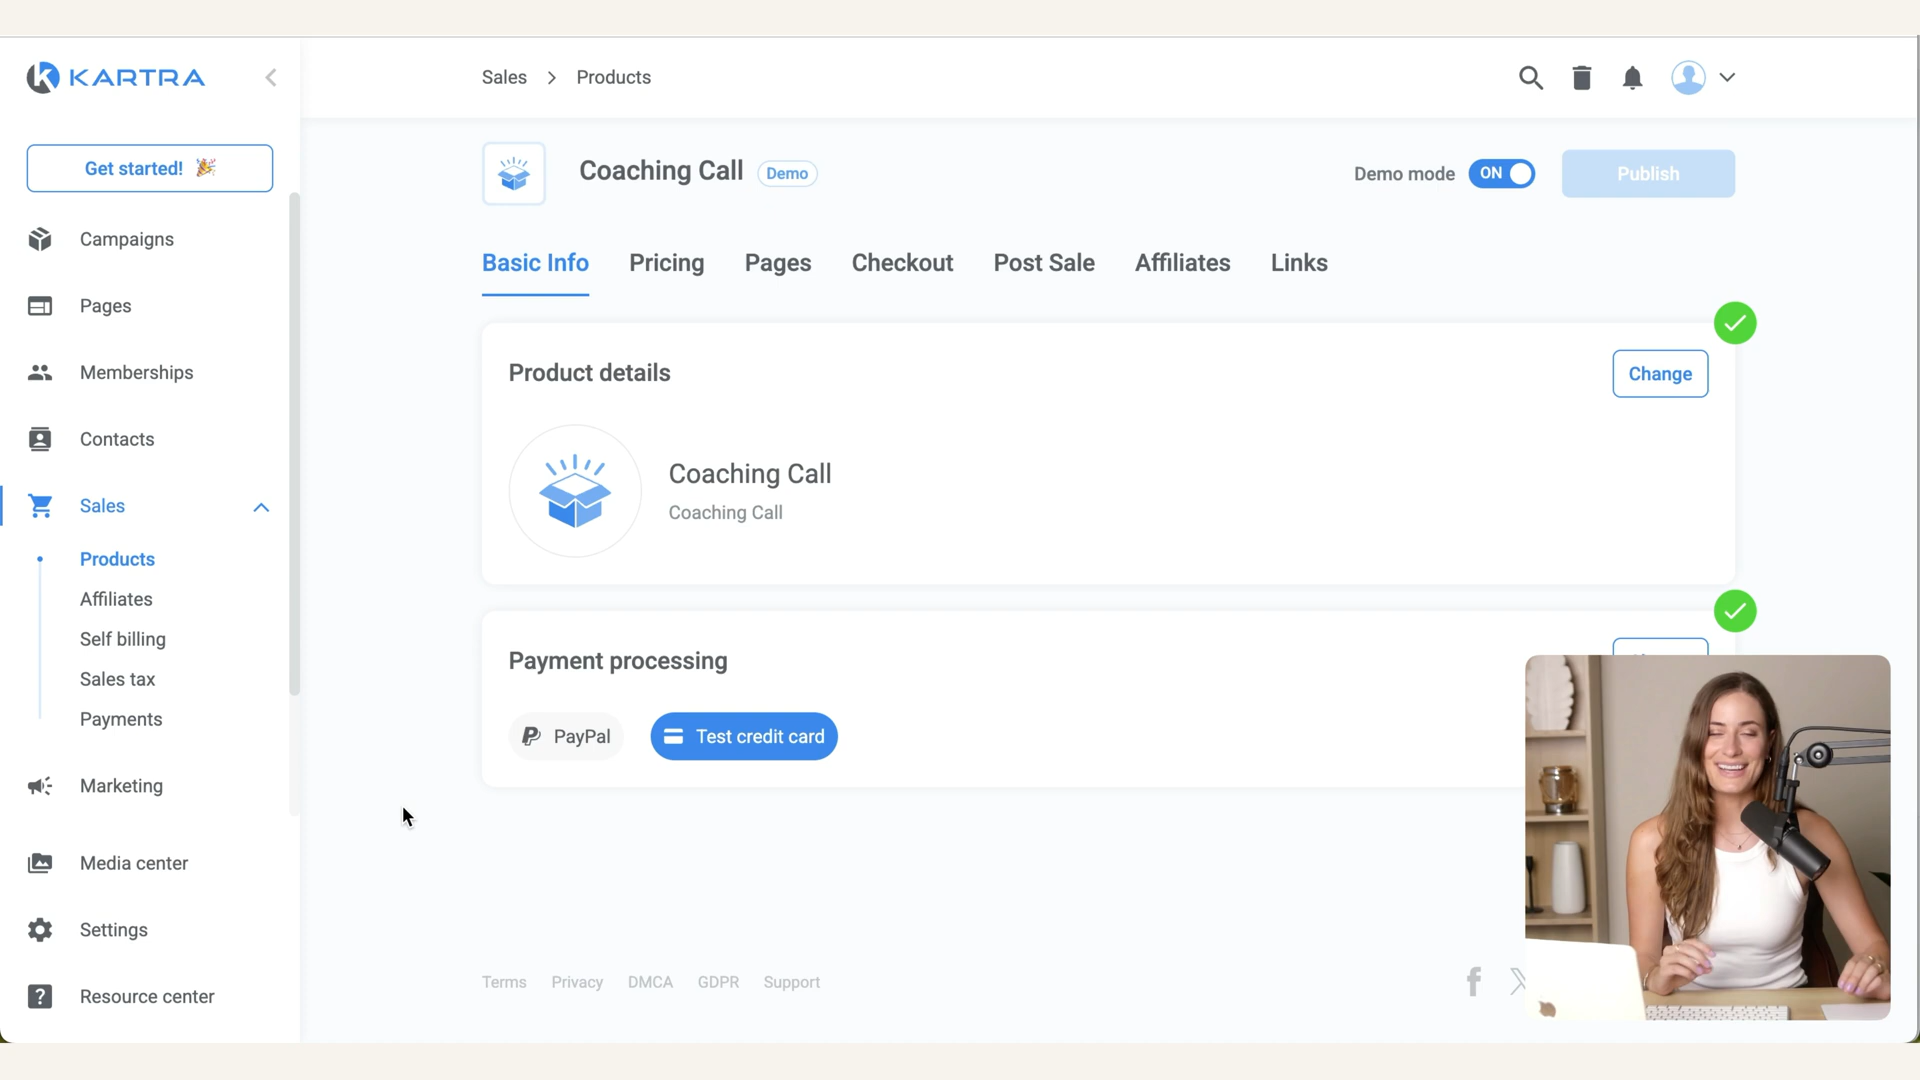 KARTRA
Get started!
Campaigns
Pages
Memberships
Contacts
Sales
Products
Affiliates
Self billing
Sales tax
Payments
Marketing
Media center
Settings
Resource center
Sales > Products
Coaching Call Demo
Demo mode ON Publish
Basic Info Pricing Pages Checkout Post Sale Affiliates Links
Product details
Change
Coaching Call
Coaching Call
Payment processing
PayPal Test credit card
Terms Privacy DMCA GDPR Support